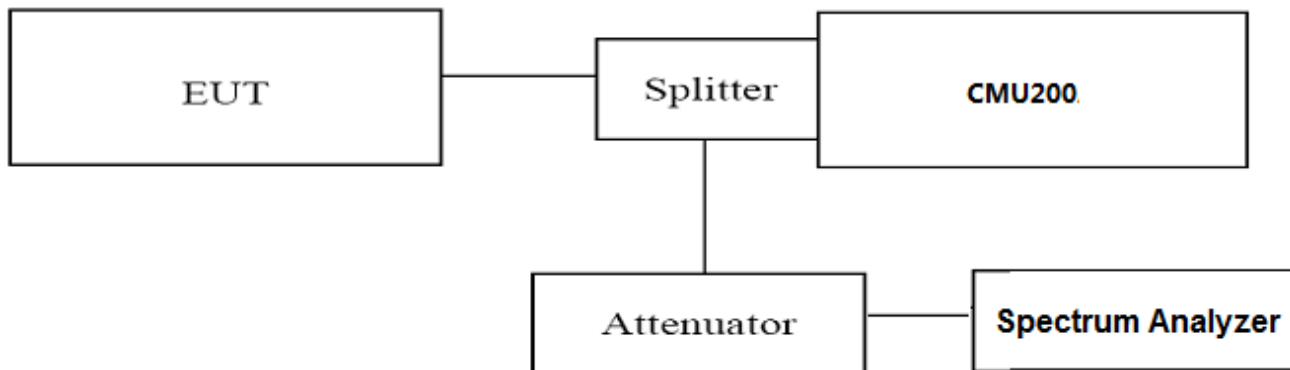 EUT
Splitter
CMU200.
Attenuator
Spectrum Analyzer